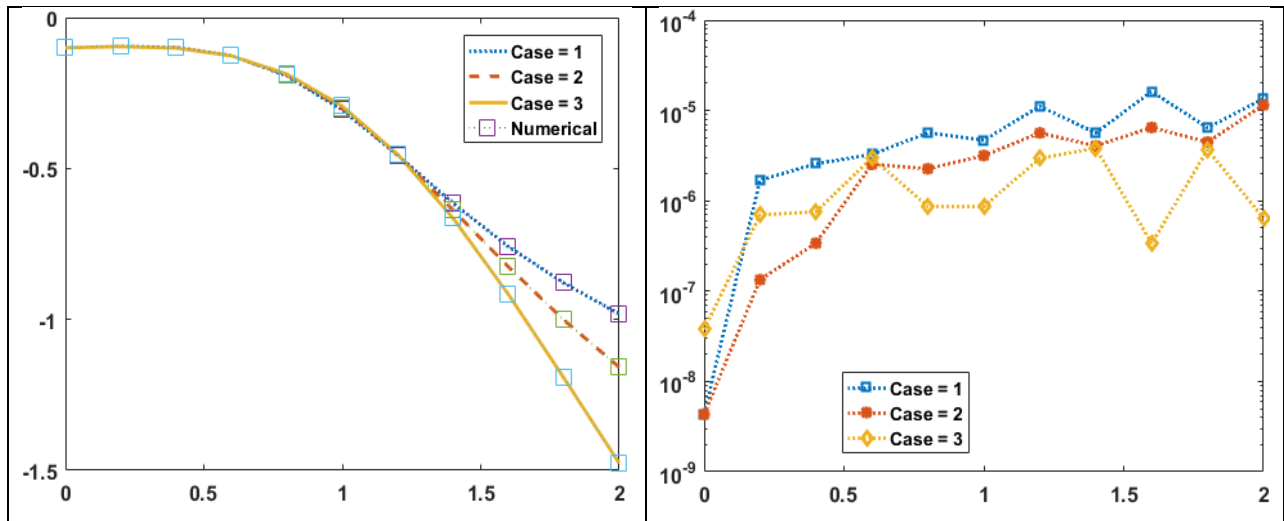 0
-0.5
-1
-1.5
0 0.5 1 1.5 2
Case = 1
Case = 2
Case = 3
Numerical
10⁻⁴
10⁻⁵
10⁻⁶
10⁻⁷
10⁻⁸
10⁻⁹
0 0.5 1 1.5 2
Case = 1
Case = 2
Case = 3